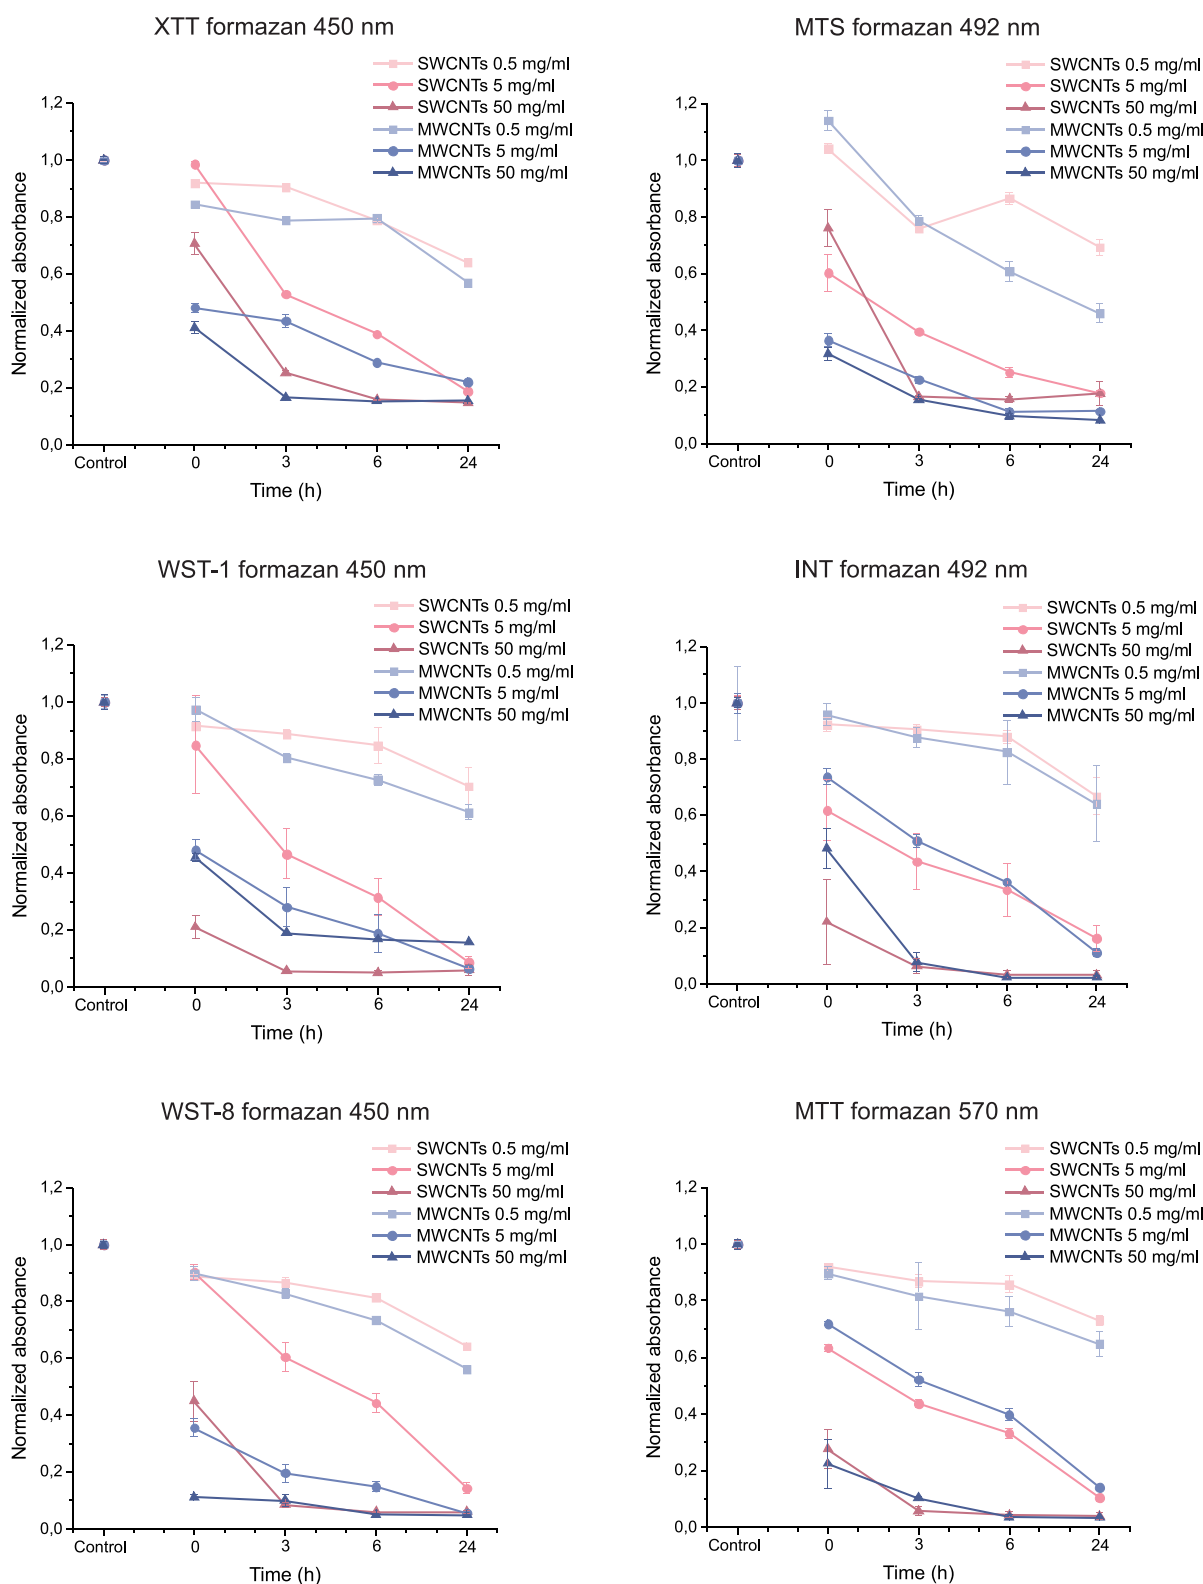 XTT formazan 450 nm
SWCNTs 0.5 mg/ml
SWCNTs 5 mg/ml
SWCNTs 50 mg/ml
MWCNTs 0.5 mg/ml
MWCNTs 5 mg/ml
MWCNTs 50 mg/ml
Normalized absorbance
1,2
1,0
0,8
0,6
0,4
0,2
0,0
Control
0
3
6
24
Time (h)
MTS formazan 492 nm
SWCNTs 0.5 mg/ml
SWCNTs 5 mg/ml
SWCNTs 50 mg/ml
MWCNTs 0.5 mg/ml
MWCNTs 5 mg/ml
MWCNTs 50 mg/ml
Normalized absorbance
1,2
1,0
0,8
0,6
0,4
0,2
0,0
Control
0
3
6
24
Time (h)
WST-1 formazan 450 nm
SWCNTs 0.5 mg/ml
SWCNTs 5 mg/ml
SWCNTs 50 mg/ml
MWCNTs 0.5 mg/ml
MWCNTs 5 mg/ml
MWCNTs 50 mg/ml
Normalized absorbance
1,2
1,0
0,8
0,6
0,4
0,2
0,0
Control
0
3
6
24
Time (h)
INT formazan 492 nm
SWCNTs 0.5 mg/ml
SWCNTs 5 mg/ml
SWCNTs 50 mg/ml
MWCNTs 0.5 mg/ml
MWCNTs 5 mg/ml
MWCNTs 50 mg/ml
Normalized absorbance
1,2
1,0
0,8
0,6
0,4
0,2
0,0
Control
0
3
6
24
Time (h)
WST-8 formazan 450 nm
SWCNTs 0.5 mg/ml
SWCNTs 5 mg/ml
SWCNTs 50 mg/ml
MWCNTs 0.5 mg/ml
MWCNTs 5 mg/ml
MWCNTs 50 mg/ml
Normalized absorbance
1,2
1,0
0,8
0,6
0,4
0,2
0,0
Control
0
3
6
24
Time (h)
MTT formazan 570 nm
SWCNTs 0.5 mg/ml
SWCNTs 5 mg/ml
SWCNTs 50 mg/ml
MWCNTs 0.5 mg/ml
MWCNTs 5 mg/ml
MWCNTs 50 mg/ml
Normalized absorbance
1,2
1,0
0,8
0,6
0,4
0,2
0,0
Control
0
3
6
24
Time (h)